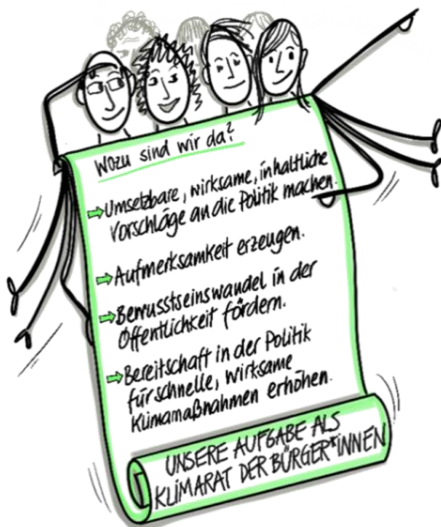 Wozu sind wir da?
⇨ Umsetzbare, wirksame, inhaltliche
Vorschläge an die Politik machen.
⇨ Aufmerksamkeit erzeugen.
⇨ Bewusstseinswandel in der
Öffentlichkeit fördern.
⇨ Bereitschaft in der Politik
für schnelle, wirksame
Klimamaßnahmen erhöhen.
UNSERE AUFGABE ALS
KLIMARAT DER BÜRGER*INNEN